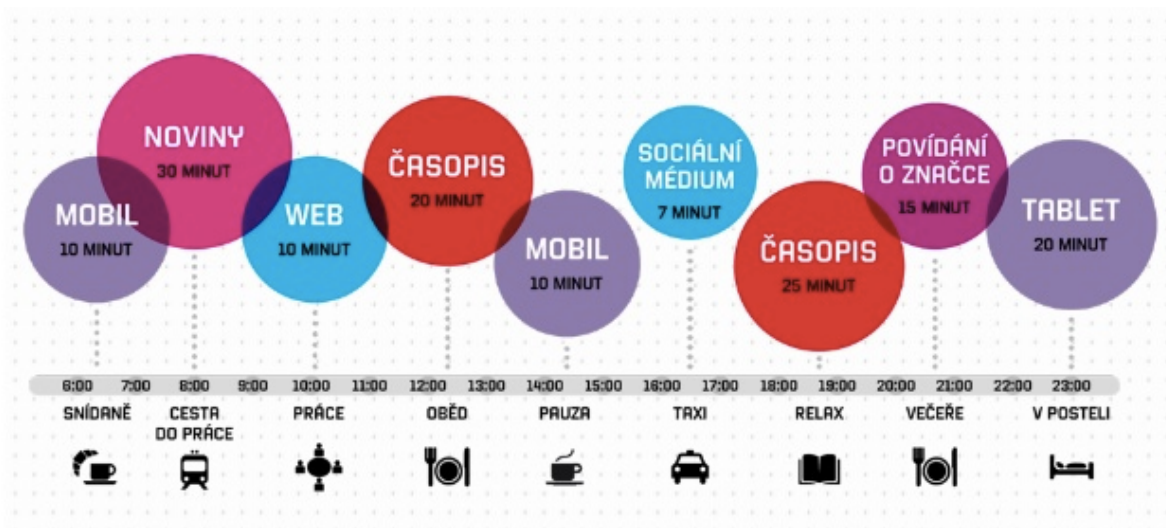 MOBIL
10 MINUT
NOVINY
30 MINUT
WEB
10 MINUT
ČASOPIS
20 MINUT
MOBIL
10 MINUT
SOCIÁLNÍ
MÉDIUM
7 MINUT
ČASOPIS
25 MINUT
POVÍDÁNÍ
O ZNAČCE
15 MINUT
TABLET
20 MINUT
6:00 7:00 8:00 9:00 10:00 11:00 12:00 13:00 14:00 15:00 16:00 17:00 18:00 19:00 20:00 21:00 22:00 23:00
SNÍDANĚ
CESTA
DO PRÁCE
PRÁCE
OBĚD
PAUZA
TAXI
RELAX
VEČEŘE
V POSTELI